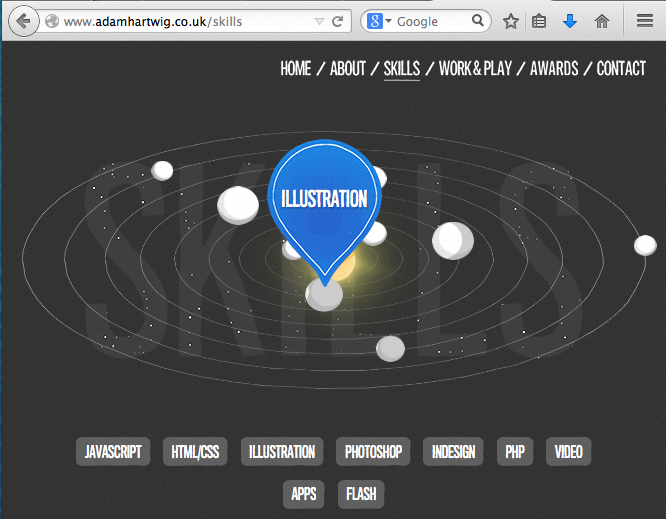 www.adamhartwig.co.uk/skills
8 Google
HOME / ABOUT / SKILLS / WORK & PLAY / AWARDS / CONTACT
SKILLS
ILLUSTRATION
JAVASCRIPT HTML/CSS ILLUSTRATION PHOTOSHOP INDESIGN PHP VIDEO
APPS FLASH